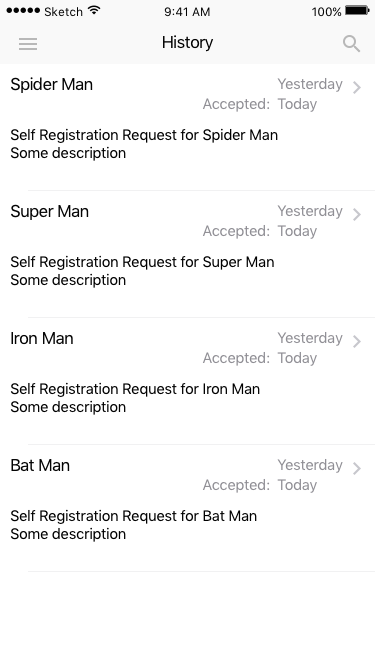 Sketch 9:41 AM 100%
History
Spider Man Yesterday
Accepted: Today
Self Registration Request for Spider Man
Some description
Super Man Yesterday
Accepted: Today
Self Registration Request for Super Man
Some description
Iron Man Yesterday
Accepted: Today
Self Registration Request for Iron Man
Some description
Bat Man Yesterday
Accepted: Today
Self Registration Request for Bat Man
Some description